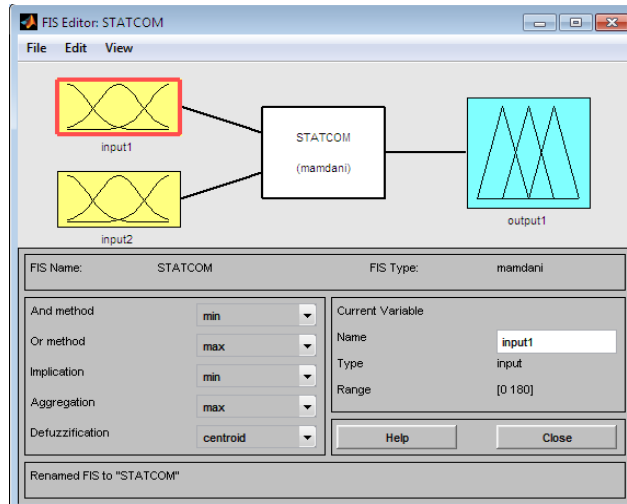 FIS Editor: STATCOM
File Edit View
input1
STATCOM
(mamdani)
input2
output1
FIS Name: STATCOM FIS Type: mamdani
And method min
Or method max
Implication min
Aggregation max
Defuzzification centroid
Current Variable
Name input1
Type input
Range [0 180]
Help Close
Renamed FIS to "STATCOM"